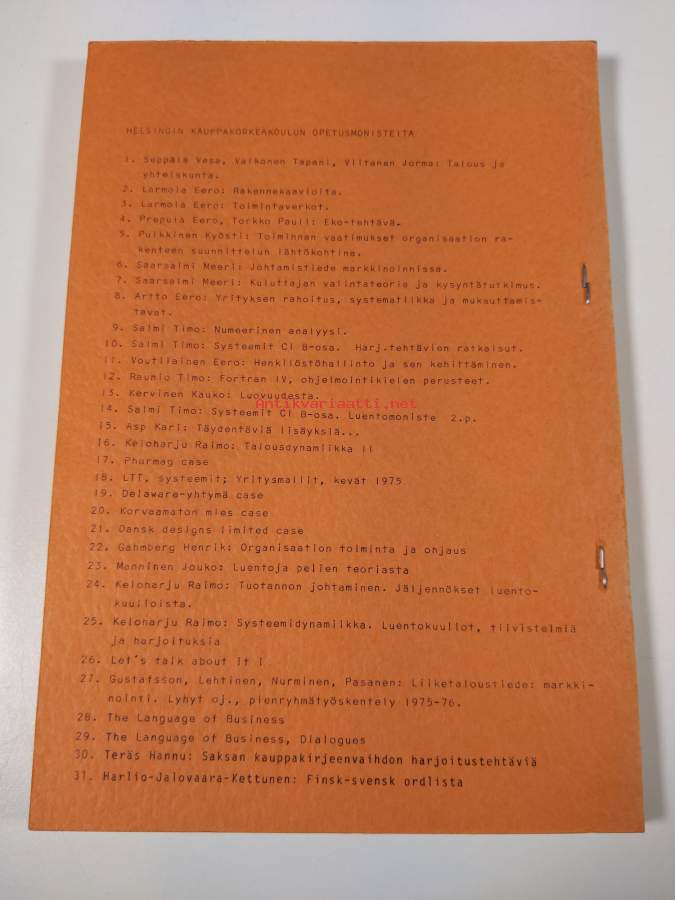 HELSINGIN KAUPPAKORKEAKOULUN OPETUSMONISTEITA
1. Seppälä Vesa, Valkonen Tapani, Viitanen Jorma: Talous ja
yhteiskunta.
2. Larmola Eero: Rakennekaavioita.
3. Larmola Eero: Toimintaverkot.
4. Prepula Eero, Torkko Pauli: Eko-tehtävä.
5. Pulkkinen Kyösti: Toiminnan vaatimukset organisaation ra-
kenteen suunnittelun lähtökohtina.
6. Saarsalmi Meeri: Johtamistiede markkinoinnissa.
7. Saarsalmi Meeri: Kuluttajan valintateoria ja kysyntätutkimus.
8. Artto Eero: Yrityksen rahoitus, systematiikka ja mukauttamis-
tavat.
9. Salmi Timo: Numeerinen analyysi.
10. Salmi Timo: Systeemit CI B-osa. Harj.tehtävien ratkaisut.
11. Voutilainen Eero: Henkilöstöhallinto ja sen kehittäminen.
12. Reunio Timo: Fortran IV, ohjelmointikielen perusteet.
13. Kervinen Kauko: Luovuudesta.
Antikvariaatti.net
14. Salmi Timo: Systeemit CI B-osa. Luentomoniste 2.p.
15. Asp Kari: Täydentäviä lisäyksiä...
16. Keloharju Raimo: Talousdynamiikka II
17. Pharmag case
18. LTT, systeemit; Yritysmallit, kevät 1975
19. Delaware-yhtymä case
20. Korvaamaton mies case
21. Dansk designs limited case
22. Gahmberg Henrik: Organisaation toiminta ja ohjaus
23. Manninen Jouko: Luentoja pelien teoriasta
24. Keloharju Raimo: Tuotannon johtaminen. Jäljennökset luento-
kuulloista.
25. Keloharju Raimo: Systeemidynamiikka. Luentokuullot, tiivistelmiä
ja harjoituksia
26. Let's talk about it !
27. Gustafsson, Lehtinen, Nurminen, Pasanen: Liiketaloustiede: markki-
nointi. Lyhyt oj., pienryhmätyöskentely 1975-76.
28. The Language of Business
29. The Language of Business, Dialogues
30. Teräs Hannu: Saksan kauppakirjeenvaihdon harjoitustehtäviä
31. Harlio-Jalovaara-Kettunen: Finsk-svensk ordlista